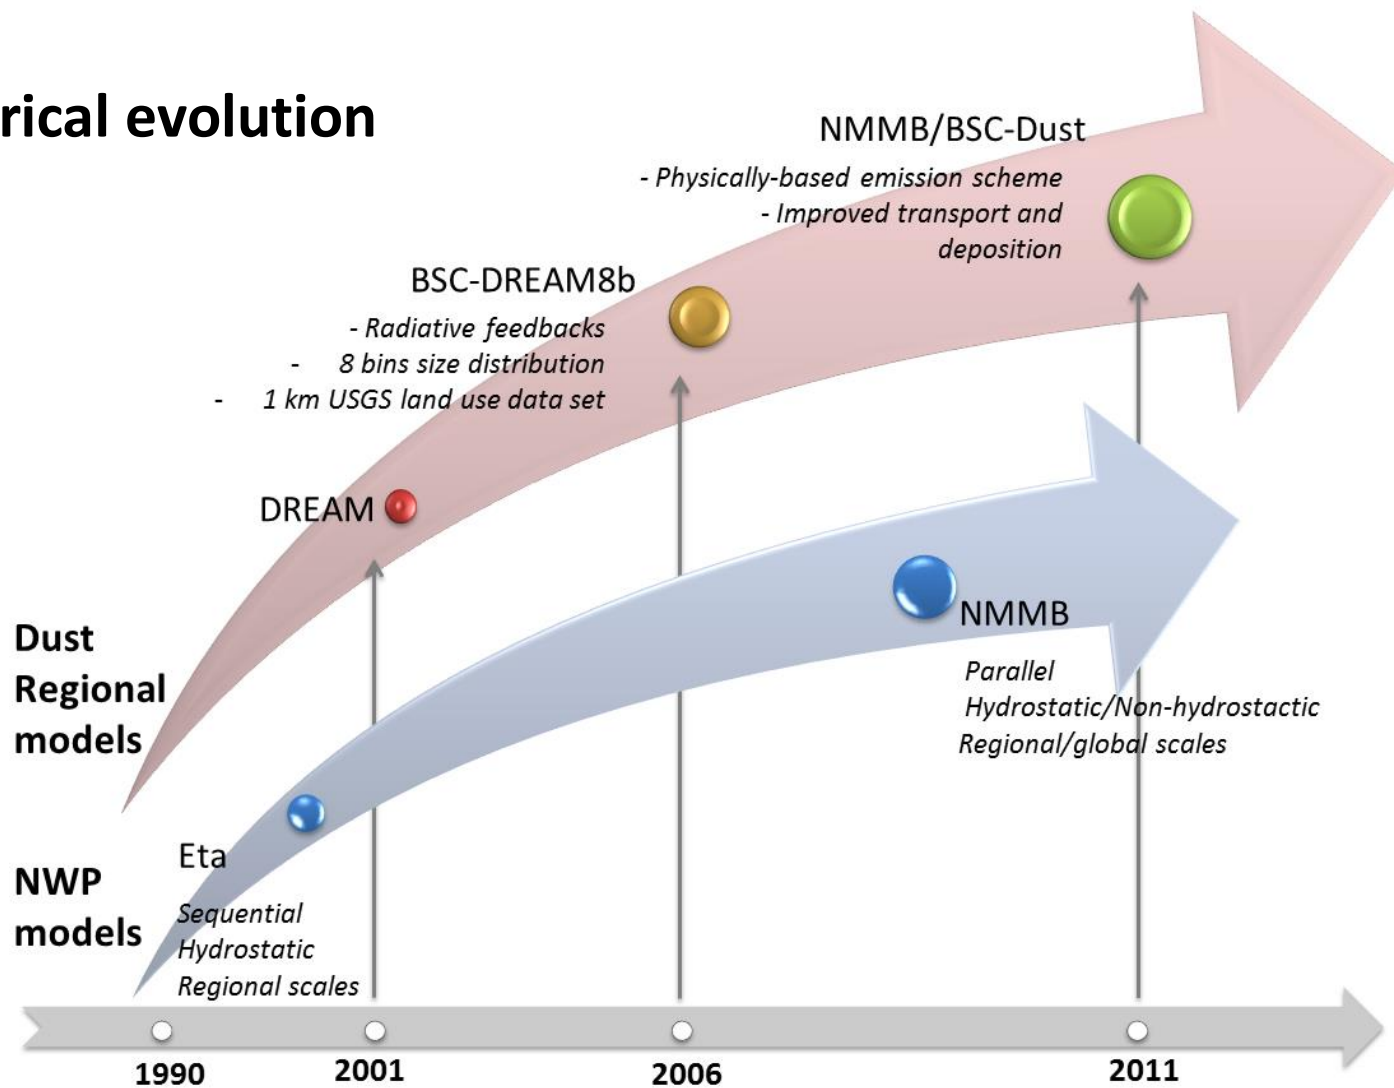 rical evolution
NMMB/BSC-Dust
- Physically-based emission scheme
- Improved transport and
deposition
BSC-DREAM8b
- Radiative feedbacks
- 8 bins size distribution
- 1 km USGS land use data set
DREAM
Dust
Regional
models
NMMB
Parallel
Hydrostatic/Non-hydrostactic
Regional/global scales
Eta
NWP
models
Sequential
Hydrostatic
Regional scales
1990
2001
2006
2011